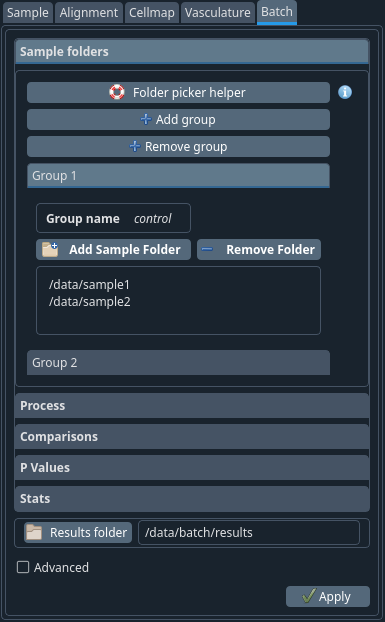 Sample Alignment Cellmap Vasculature Batch
Sample folders
Folder picker helper
Add group
Remove group
Group 1
Group name control
Add Sample Folder Remove Folder
/data/sample1
/data/sample2
Group 2
Process
Comparisons
P Values
Stats
Results folder /data/batch/results
Advanced
Apply